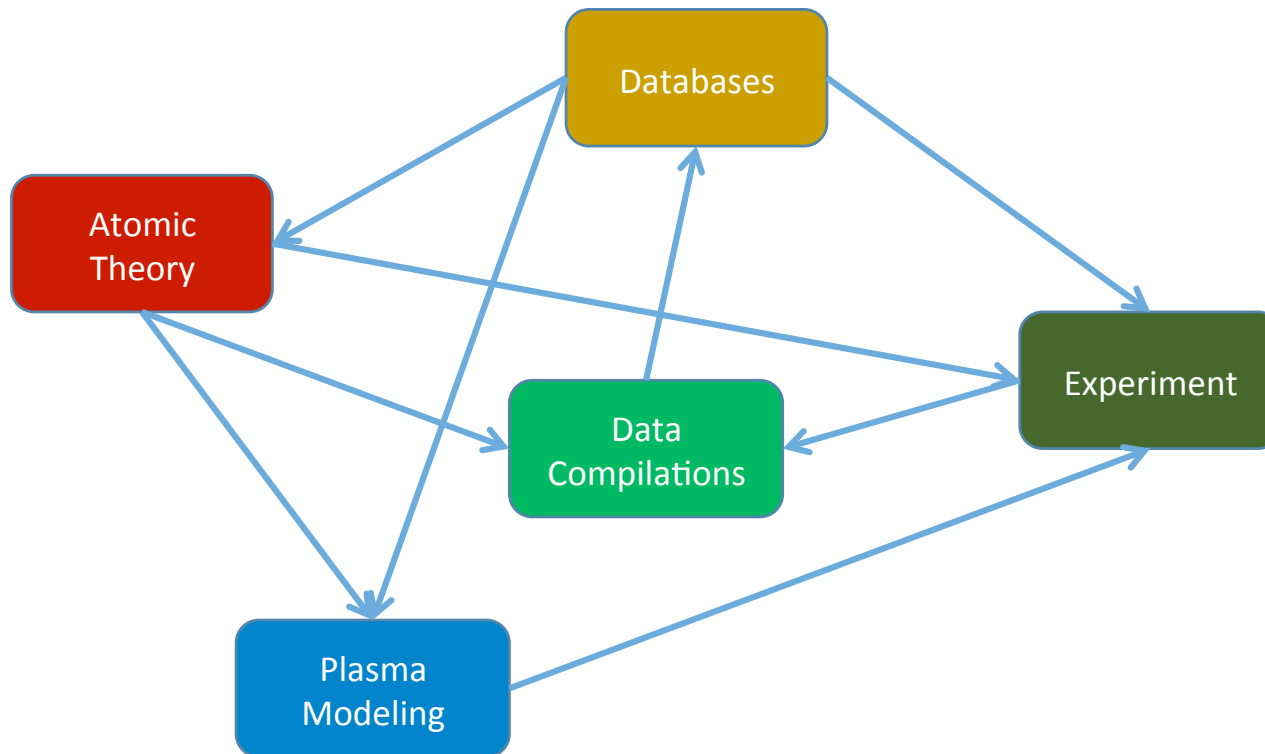 Databases
Atomic
Theory
Experiment
Data
Compilations
Plasma
Modeling